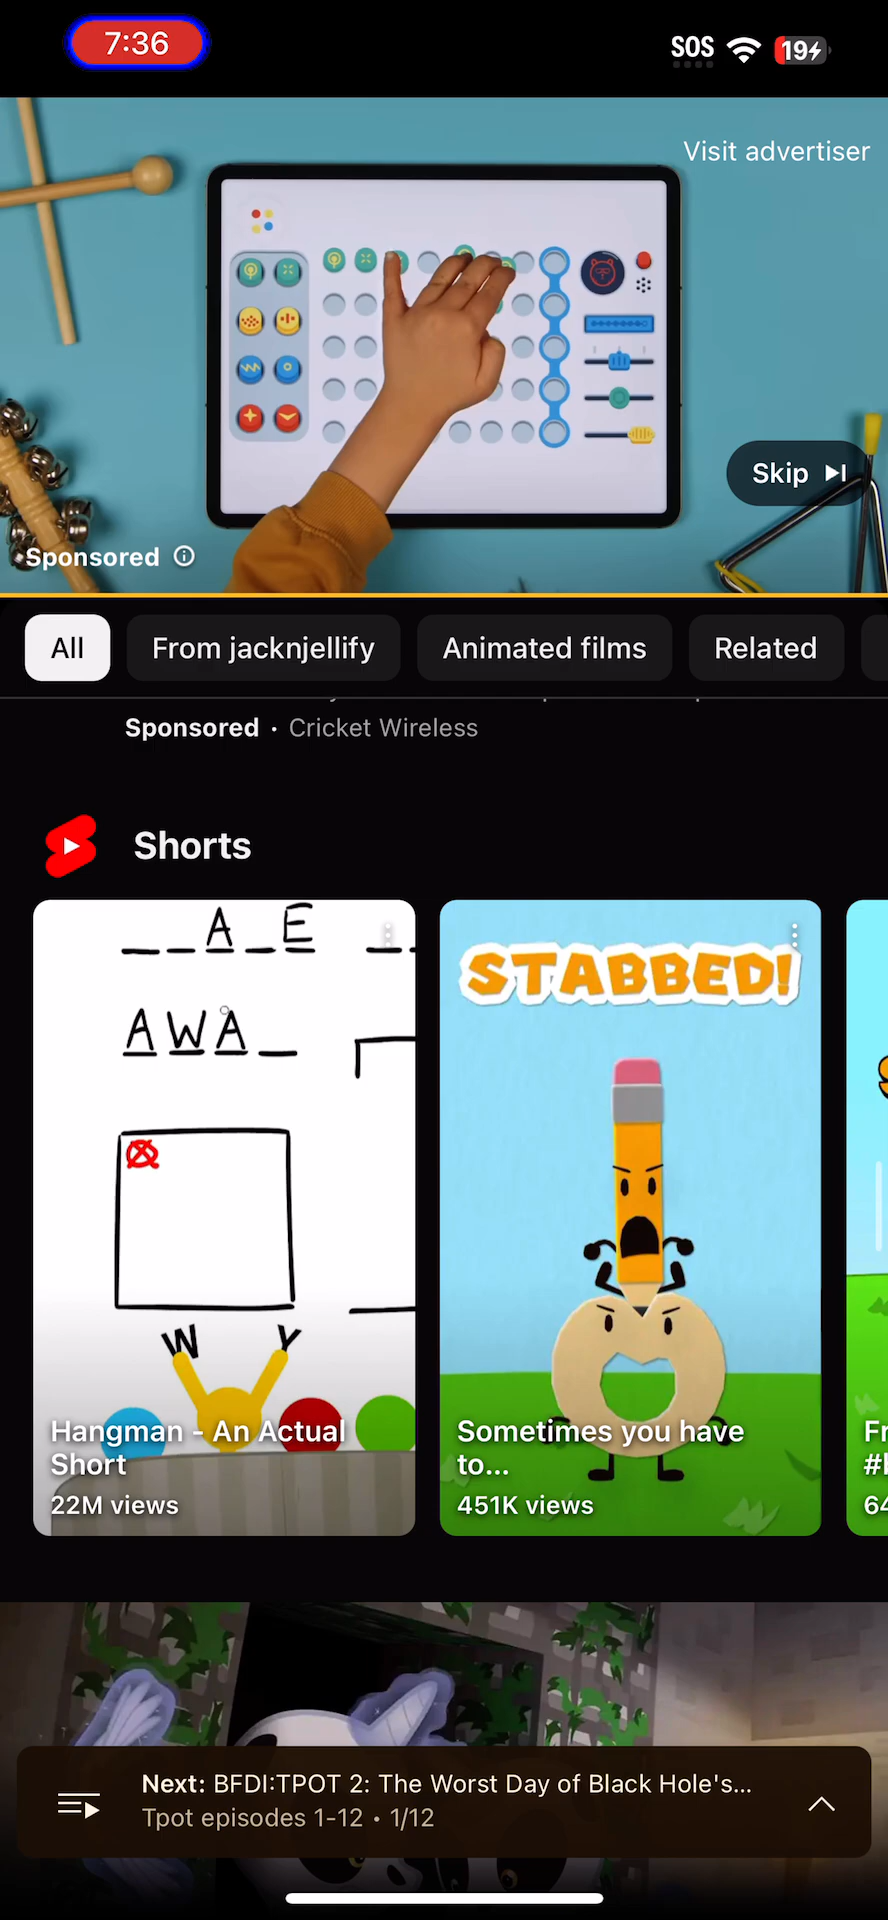 7:36
SOS
19
Visit advertiser
Skip
Sponsored
All
From jacknjellify
Animated films
Related
Sponsored • Cricket Wireless
Shorts
_ _ A _ E
A W A _
W Y
Hangman - An Actual
Short
22M views
STABBED!
Sometimes you have
to...
451K views
Next: BFDI:TPOT 2: The Worst Day of Black Hole's...
Tpot episodes 1-12 • 1/12